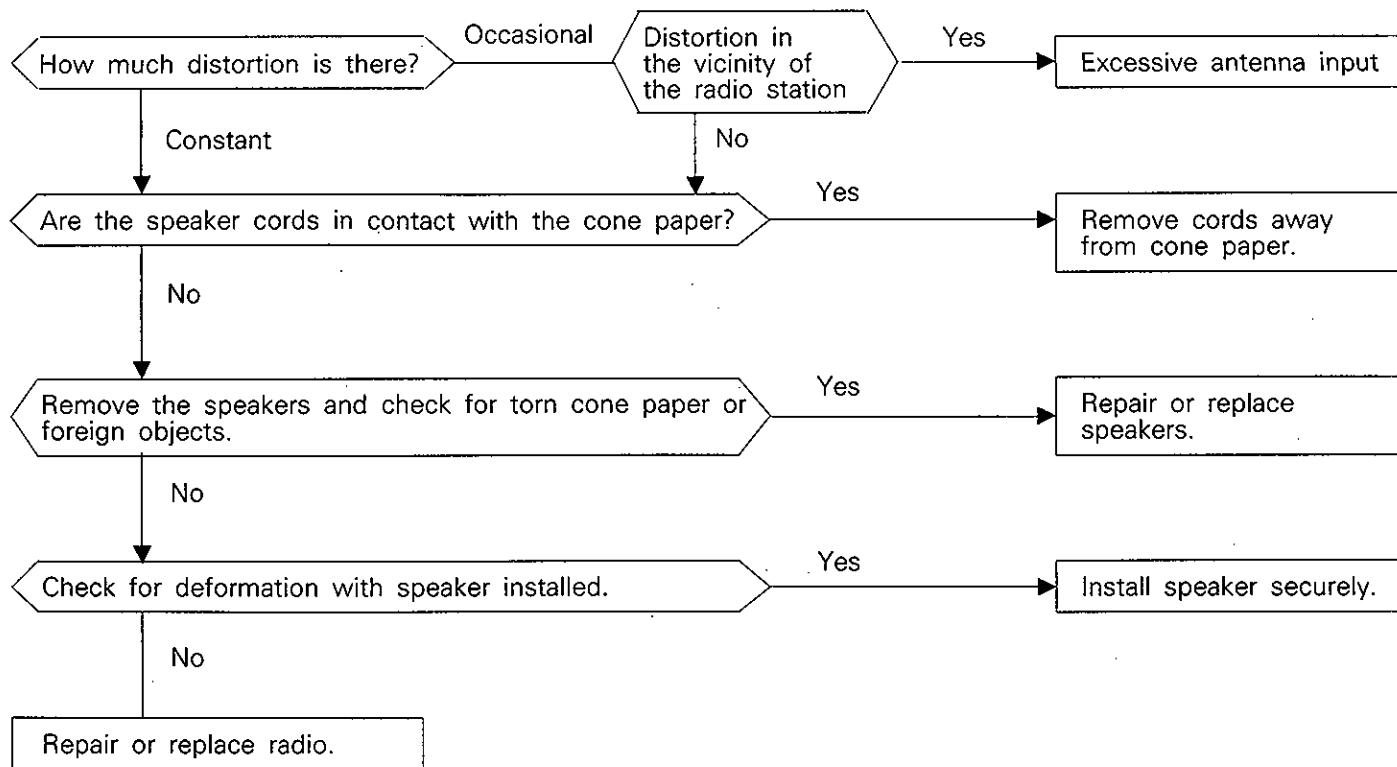 How much distortion is there?
Occasional
Distortion in
the vicinity of
the radio station
Yes
Excessive antenna input
Constant
No
Are the speaker cords in contact with the cone paper?
Yes
Remove cords away
from cone paper.
No
Remove the speakers and check for torn cone paper or
foreign objects.
Yes
Repair or replace
speakers.
No
Check for deformation with speaker installed.
Yes
Install speaker securely.
No
Repair or replace radio.